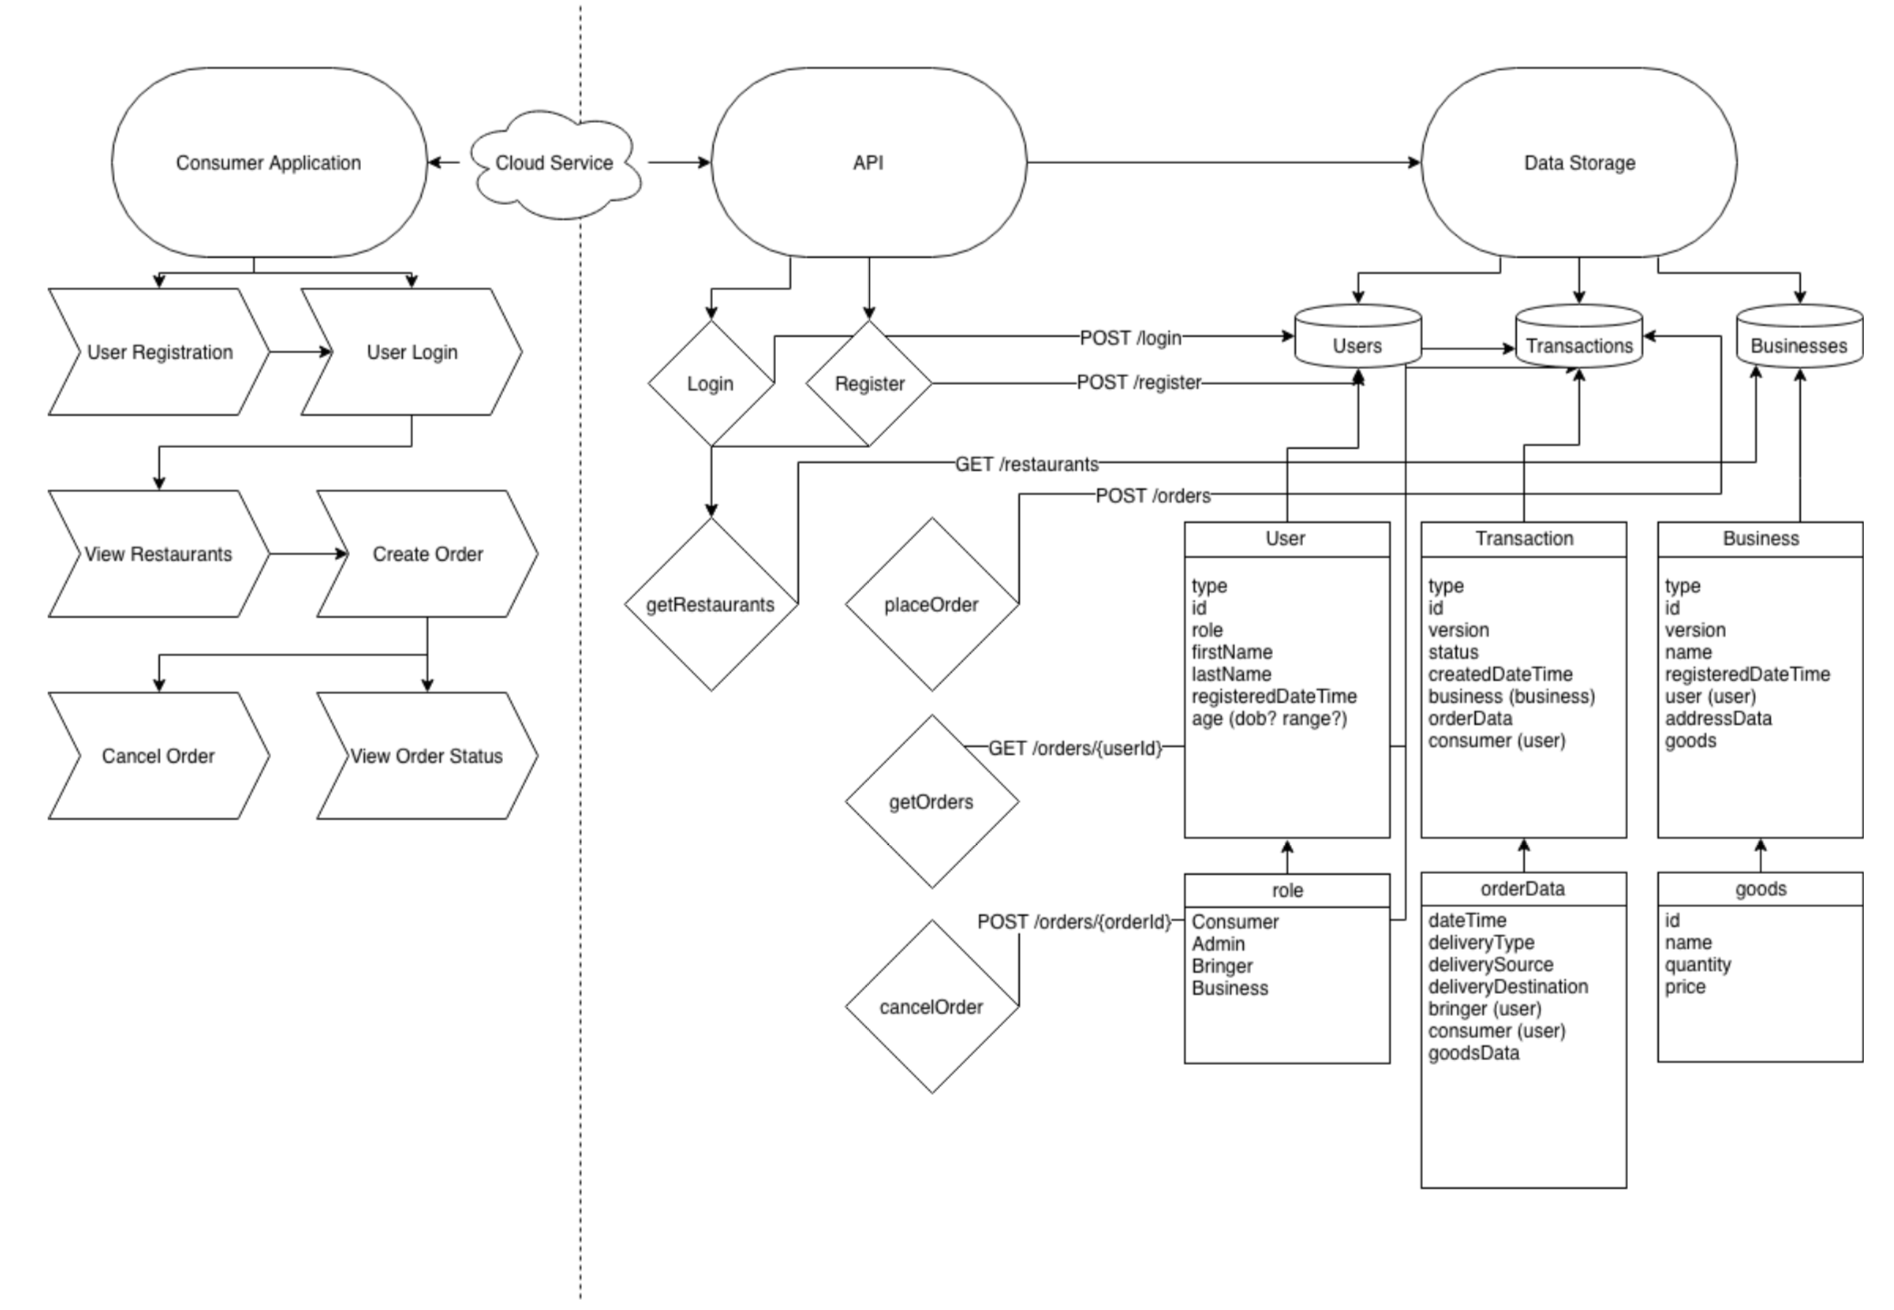 Consumer Application
Cloud Service
API
Data Storage
User Registration
User Login
View Restaurants
Create Order
Cancel Order
View Order Status
Login
Register
POST /login
POST /register
GET /restaurants
POST /orders
Users
Transactions
Businesses
getRestaurants
placeOrder
getOrders
GET /orders/{userId}
cancelOrder
POST /orders/{orderId}
User
type
id
role
firstName
lastName
registeredDateTime
age (dob? range?)
Transaction
type
id
version
status
createdDateTime
business (business)
orderData
consumer (user)
Business
type
id
version
name
registeredDateTime
user (user)
addressData
goods
role
Consumer
Admin
Bringer
Business
orderData
dateTime
deliveryType
deliverySource
deliveryDestination
bringer (user)
consumer (user)
goodsData
goods
id
name
quantity
price